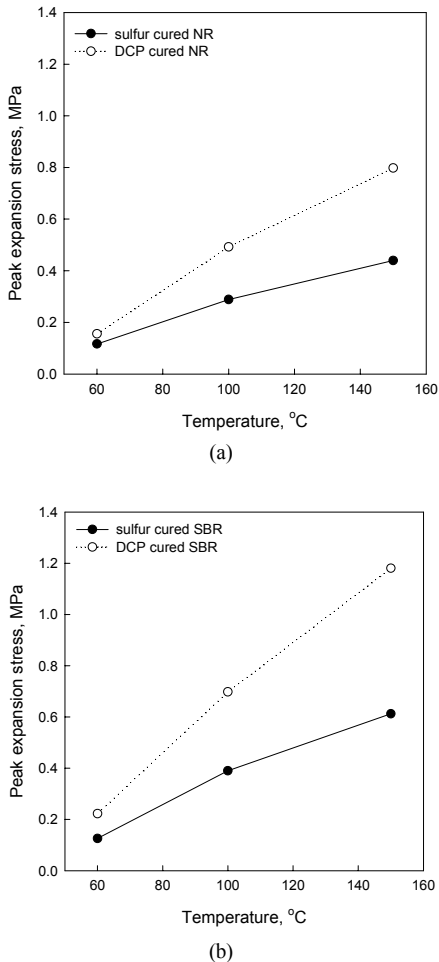 1.4
1.2
1.0
0.8
0.6
0.4
0.2
0.0
Peak expansion stress, MPa
sulfur cured NR
DCP cured NR
60 80 100 120 140 160
Temperature, °C
(a)
1.4
1.2
1.0
0.8
0.6
0.4
0.2
0.0
Peak expansion stress, MPa
sulfur cured SBR
DCP cured SBR
60 80 100 120 140 160
Temperature, °C
(b)